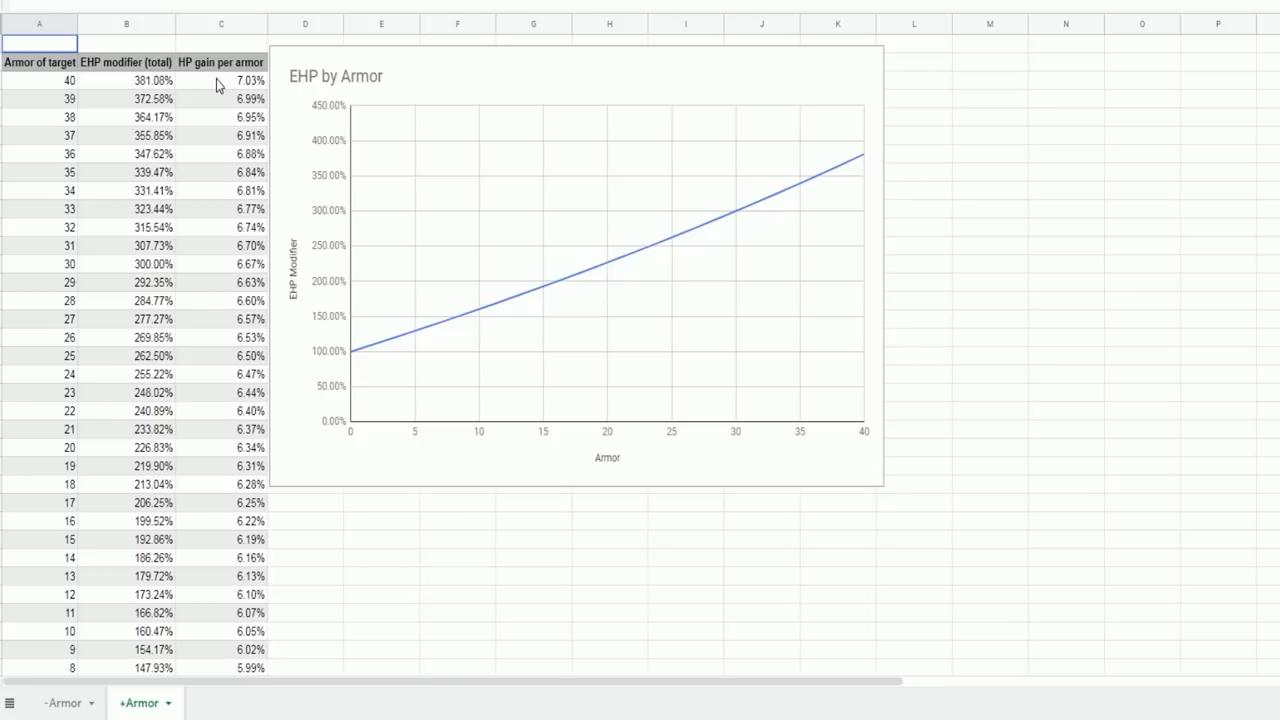 A B C D E F G H I J K L M N O P
Armor of target EHP modifier (total) HP gain per armor
40 381.08% 7.03%
39 372.58% 6.99%
38 364.17% 6.95%
37 355.85% 6.91%
36 347.62% 6.88%
35 339.47% 6.84%
34 331.41% 6.81%
33 323.44% 6.77%
32 315.54% 6.74%
31 307.73% 6.70%
30 300.00% 6.67%
29 292.35% 6.63%
28 284.77% 6.60%
27 277.27% 6.57%
26 269.85% 6.53%
25 262.50% 6.50%
24 255.22% 6.47%
23 248.02% 6.44%
22 240.89% 6.40%
21 233.82% 6.37%
20 226.83% 6.34%
19 219.90% 6.31%
18 213.04% 6.28%
17 206.25% 6.25%
16 199.52% 6.22%
15 192.86% 6.19%
14 186.26% 6.16%
13 179.72% 6.13%
12 173.24% 6.10%
11 166.82% 6.07%
10 160.47% 6.05%
9 154.17% 6.02%
8 147.93% 5.99%
EHP by Armor
450.00%
400.00%
350.00%
300.00%
250.00%
200.00%
150.00%
100.00%
50.00%
0.00%
EHP Modifier
0 5 10 15 20 25 30 35 40
Armor
-Armor +Armor